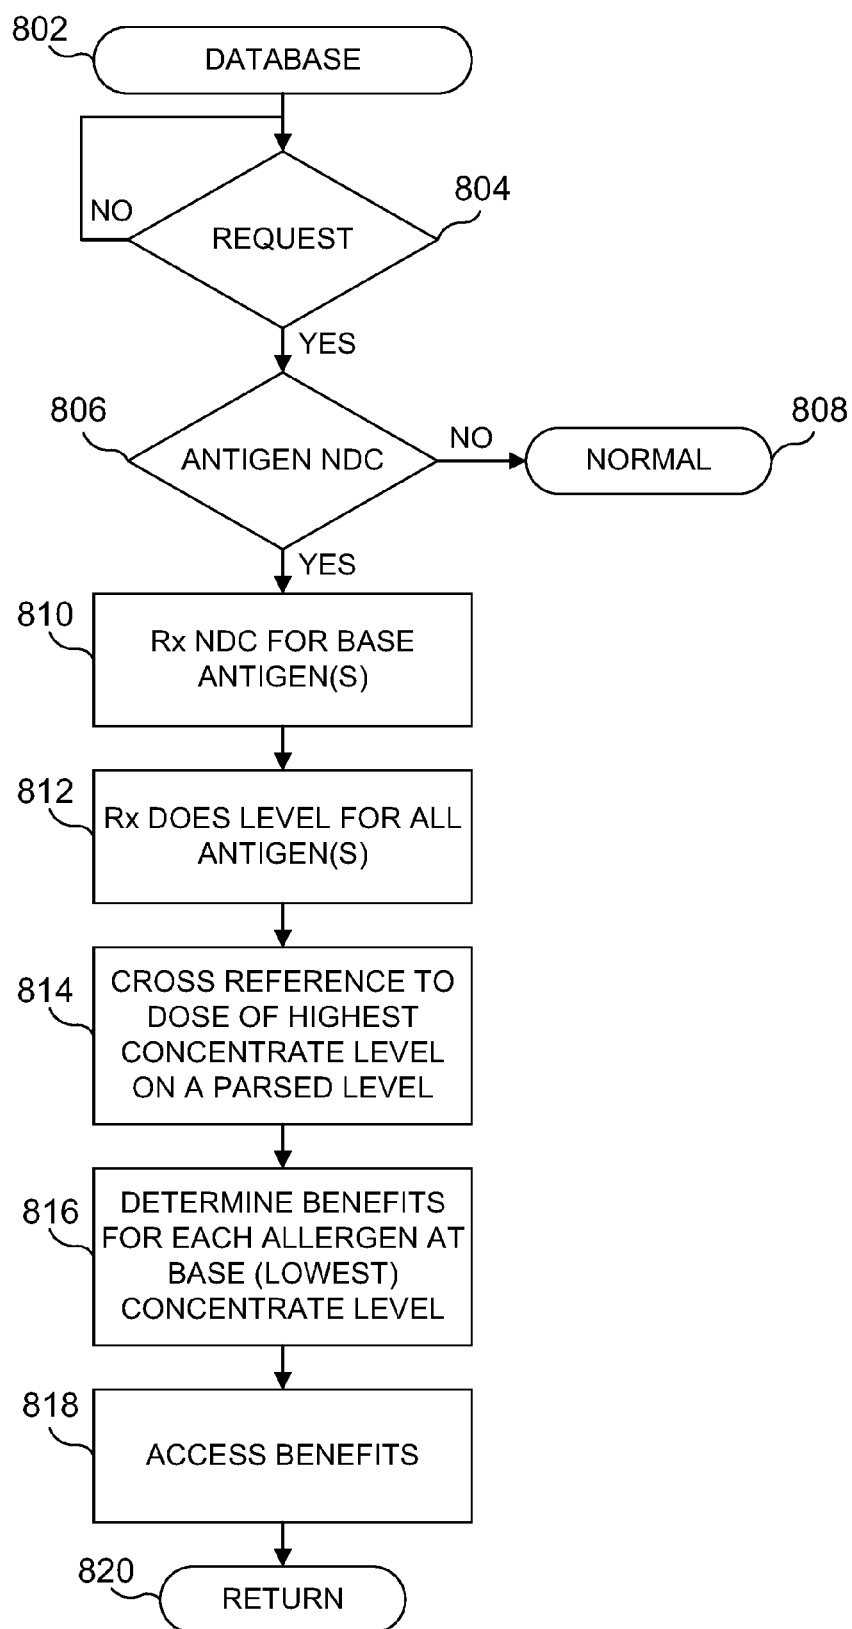 802
DATABASE
NO
REQUEST
804
YES
806
ANTIGEN NDC
NO
NORMAL
808
YES
810
Rx NDC FOR BASE
ANTIGEN(S)
812
Rx DOES LEVEL FOR ALL
ANTIGEN(S)
814
CROSS REFERENCE TO
DOSE OF HIGHEST
CONCENTRATE LEVEL
ON A PARSED LEVEL
816
DETERMINE BENEFITS
FOR EACH ALLERGEN AT
BASE (LOWEST)
CONCENTRATE LEVEL
818
ACCESS BENEFITS
820
RETURN